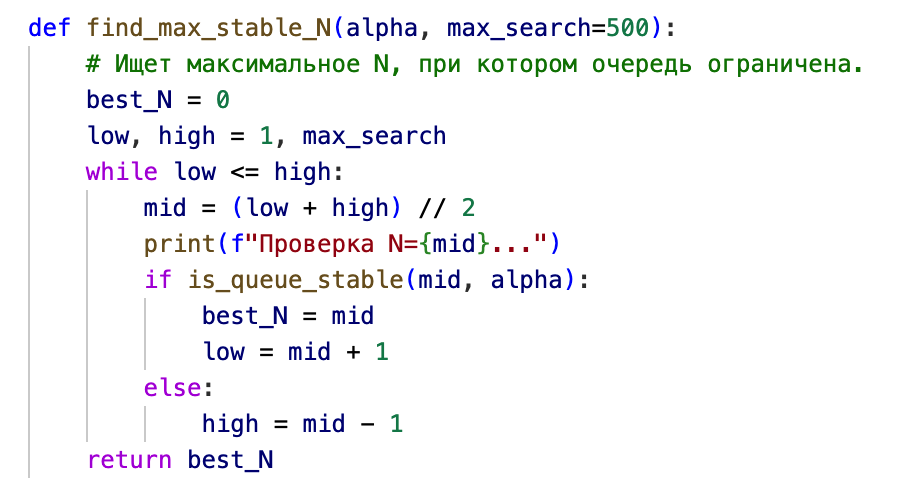 def find_max_stable_N(alpha, max_search=500):
    # Ищет максимальное N, при котором очередь ограничена.
    best_N = 0
    low, high = 1, max_search
    while low <= high:
        mid = (low + high) // 2
        print(f"Проверка N={mid}...")
        if is_queue_stable(mid, alpha):
            best_N = mid
            low = mid + 1
        else:
            high = mid - 1
    return best_N